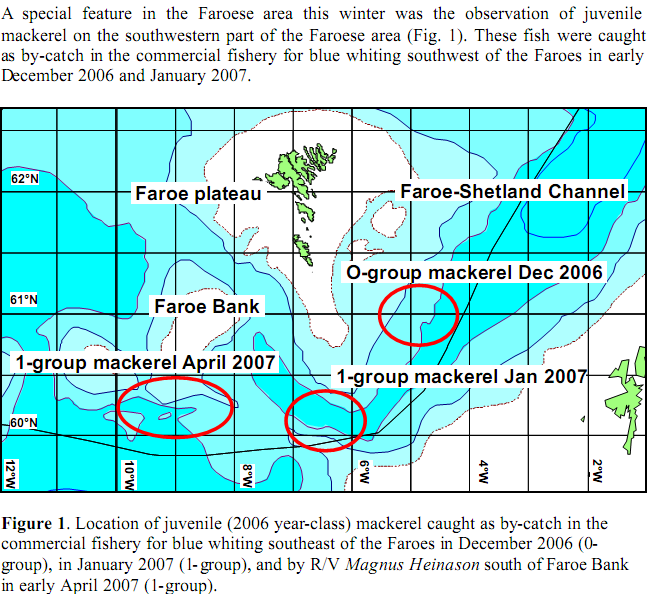 A special feature in the Faroese area this winter was the observation of juvenile
mackerel on the southwestern part of the Faroese area (Fig. 1). These fish were caught
as by-catch in the commercial fishery for blue whiting southwest of the Faroes in early
December 2006 and January 2007.
62°N
Faroe plateau
Faroe-Shetland Channel
O-group mackerel Dec 2006
61°N
Faroe Bank
1-group mackerel April 2007
1-group mackerel Jan 2007
60°N
12°W
10°W
8°W
6°W
4°W
2°W
Figure 1. Location of juvenile (2006 year-class) mackerel caught as by-catch in the
commercial fishery for blue whiting southeast of the Faroes in December 2006 (0-
group), in January 2007 (1-group), and by R/V Magnus Heinason south of Faroe Bank
in early April 2007 (1-group).